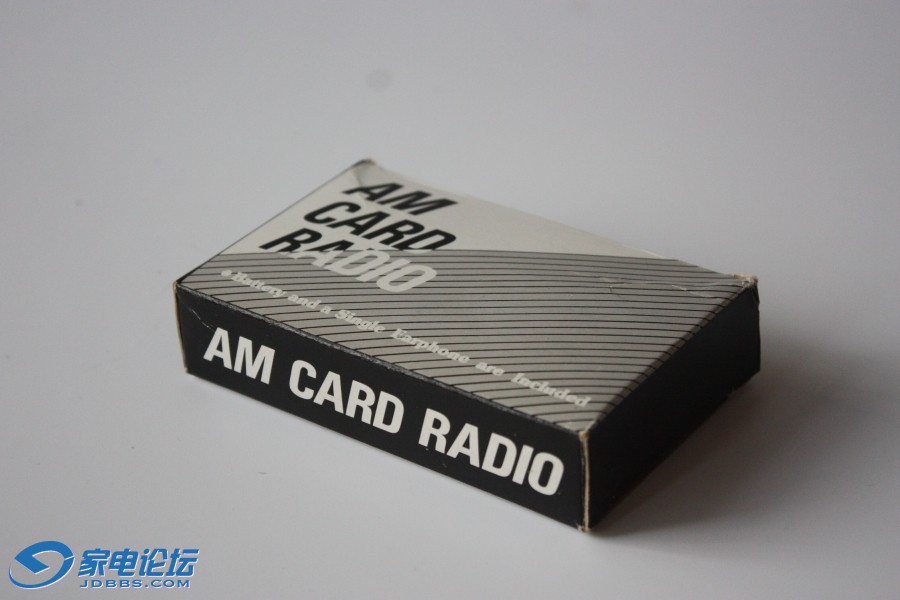 AM
CARD
RADIO
●Battery and a Single Earphone are Included
AM CARD RADIO
家电论坛
JDBBS.COM